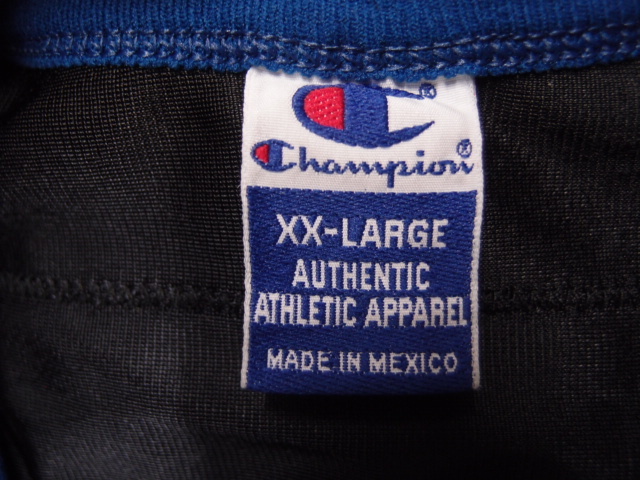 ®
Champion®
XX-LARGE
AUTHENTIC
ATHLETIC APPAREL
MADE IN MEXICO